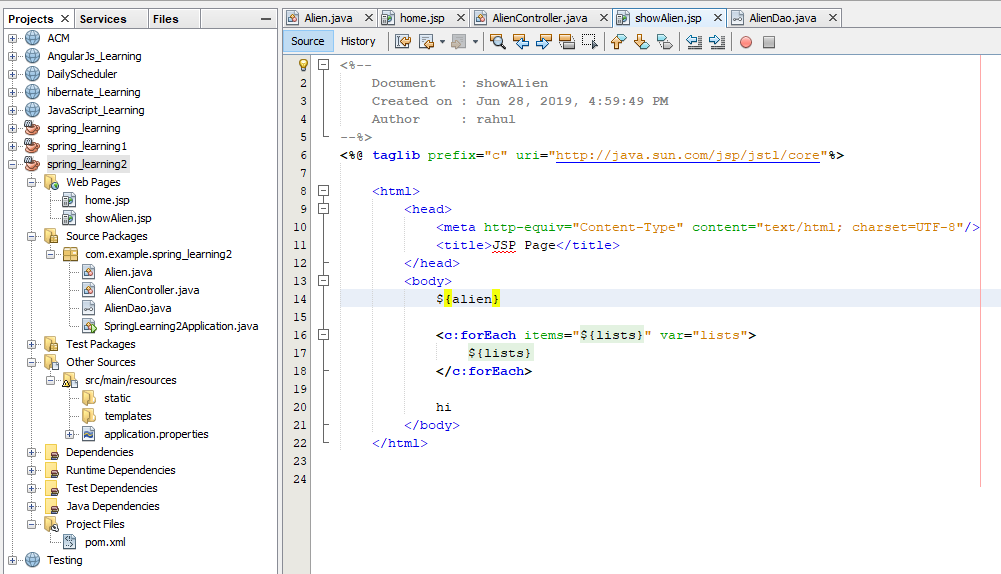 Projects
Services
Files
ACM
AngularJs_Learning
DailyScheduler
hibernate_Learning
JavaScript_Learning
spring_learning
spring_learning1
spring_learning2
Web Pages
home.jsp
showAlien.jsp
Source Packages
com.example.spring_learning2
Alien.java
AlienController.java
AlienDao.java
SpringLearning2Application.java
Test Packages
Other Sources
src/main/resources
static
templates
application.properties
Dependencies
Runtime Dependencies
Test Dependencies
Java Dependencies
Project Files
pom.xml
Testing
Alien.java
home.jsp
AlienController.java
showAlien.jsp
AlienDao.java
Source
History
<%--
2 Document : showAlien
3 Created on : Jun 28, 2019, 4:59:49 PM
4 Author : rahul
5 --%>
6 <%@ taglib prefix="c" uri="http://java.sun.com/jsp/jstl/core"%>
7
8 <html>
9 <head>
10 <meta http-equiv="Content-Type" content="text/html; charset=UTF-8"/>
11 <title>JSP Page</title>
12 </head>
13 <body>
14 ${alien}
15
16 <c:forEach items="${lists}" var="lists">
17 ${lists}
18 </c:forEach>
19
20 hi
21 </body>
22 </html>
23
24